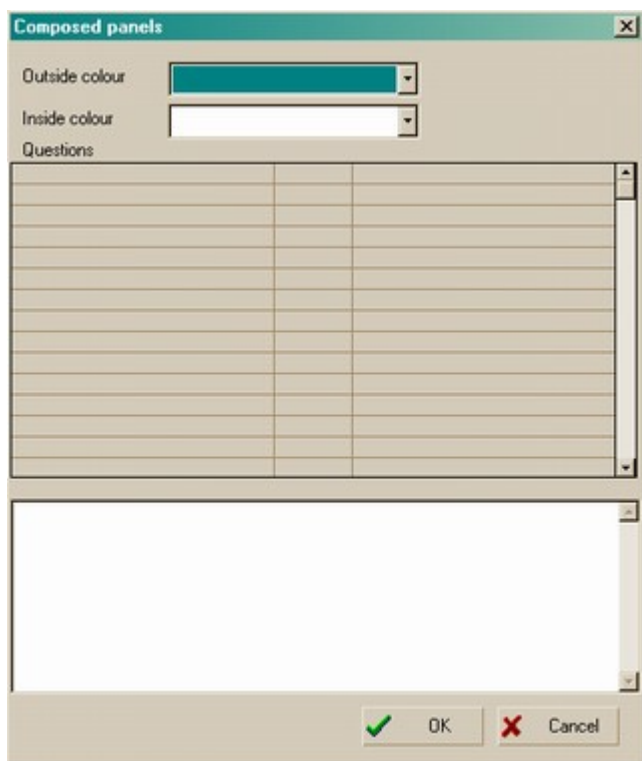 Composed panels
Outside colour
Inside colour
Questions
OK
Cancel